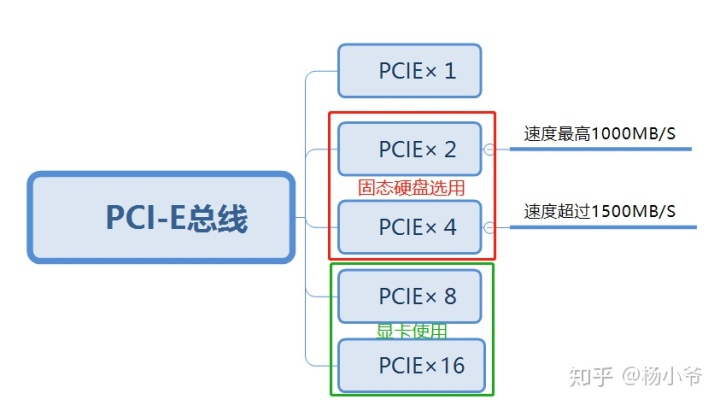 PCI-E总线
PCIE× 1
PCIE× 2
速度最高1000MB/S
固态硬盘选用
PCIE× 4
速度超过1500MB/S
PCIE× 8
显卡使用
PCIE×16
知乎 @杨小爷